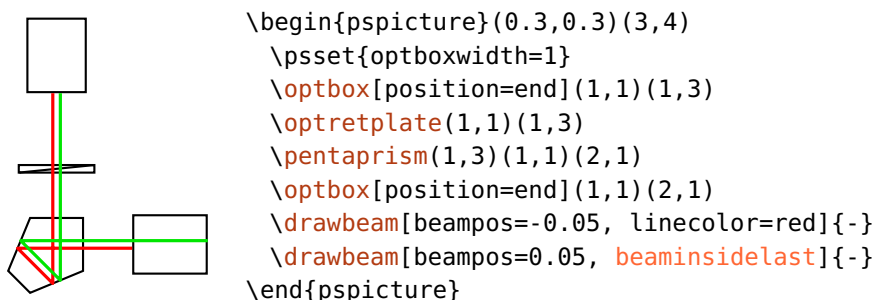 \begin{pspicture}(0.3,0.3)(3,4)
\psset{optboxwidth=1}
\optbox[position=end](1,1)(1,3)
\optretplate(1,1)(1,3)
\pentaprism(1,3)(1,1)(2,1)
\optbox[position=end](1,1)(2,1)
\drawbeam[beampos=-0.05, linecolor=red]{-}
\drawbeam[beampos=0.05, beaminsidelast]{-}
\end{pspicture}